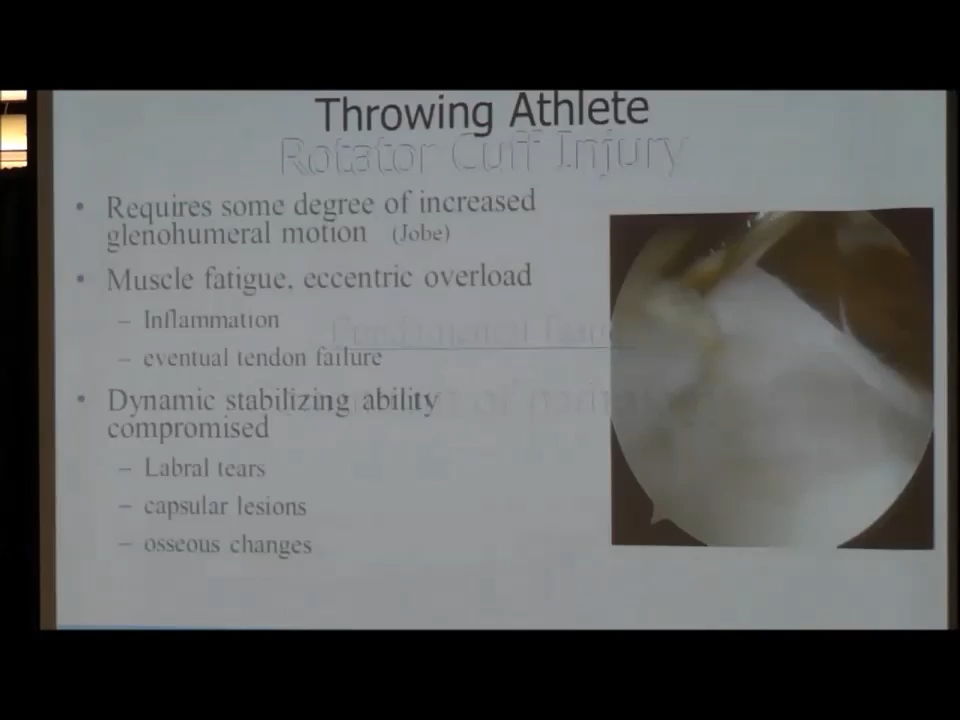 Throwing Athlete
Rotator Cuff Injury
• Requires some degree of increased
glenohumeral motion (Jobe)
• Muscle fatigue, eccentric overload
– Inflammation
– eventual tendon failure
• Dynamic stabilizing ability
compromised
– Labral tears
– capsular lesions
– osseous changes